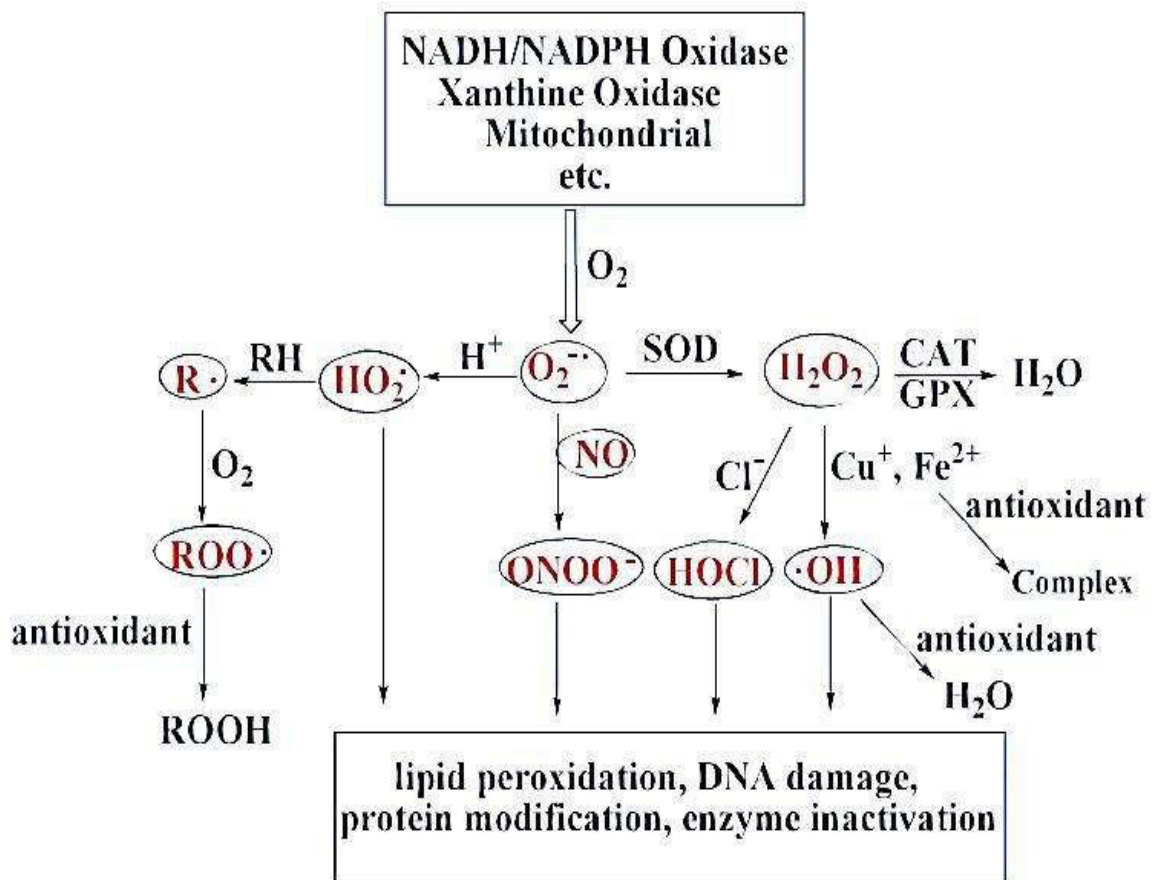 NADH/NADPH Oxidase
Xanthine Oxidase
Mitochondrial
etc.
O₂
R· RH HO₂· H⁺ O₂⁻· SOD H₂O₂ CAT H₂O
GPX
O₂ NO Cl⁻ Cu⁺, Fe²⁺
antioxidant
ROO· ONOO⁻ HOCl ·OH Complex
antioxidant antioxidant
ROOH H₂O
lipid peroxidation, DNA damage,
protein modification, enzyme inactivation